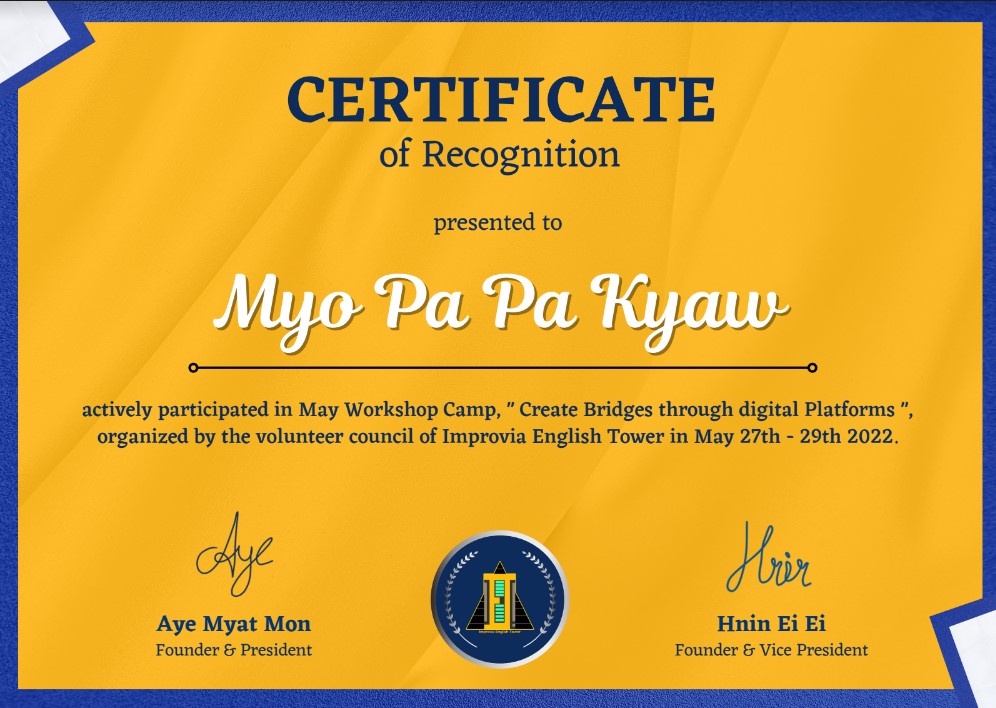 CERTIFICATE
of Recognition
presented to
Myo Pa Pa Kyaw
actively participated in May Workshop Camp, " Create Bridges through digital Platforms ",
organized by the volunteer council of Improvia English Tower in May 27th - 29th 2022.
Aye
Hnin
Improvia English Tower
Aye Myat Mon
Founder & President
Hnin Ei Ei
Founder & Vice President